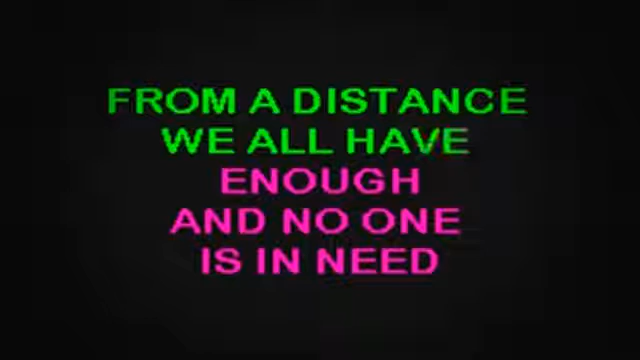 FROM A DISTANCE
WE ALL HAVE
ENOUGH
AND NO ONE
IS IN NEED